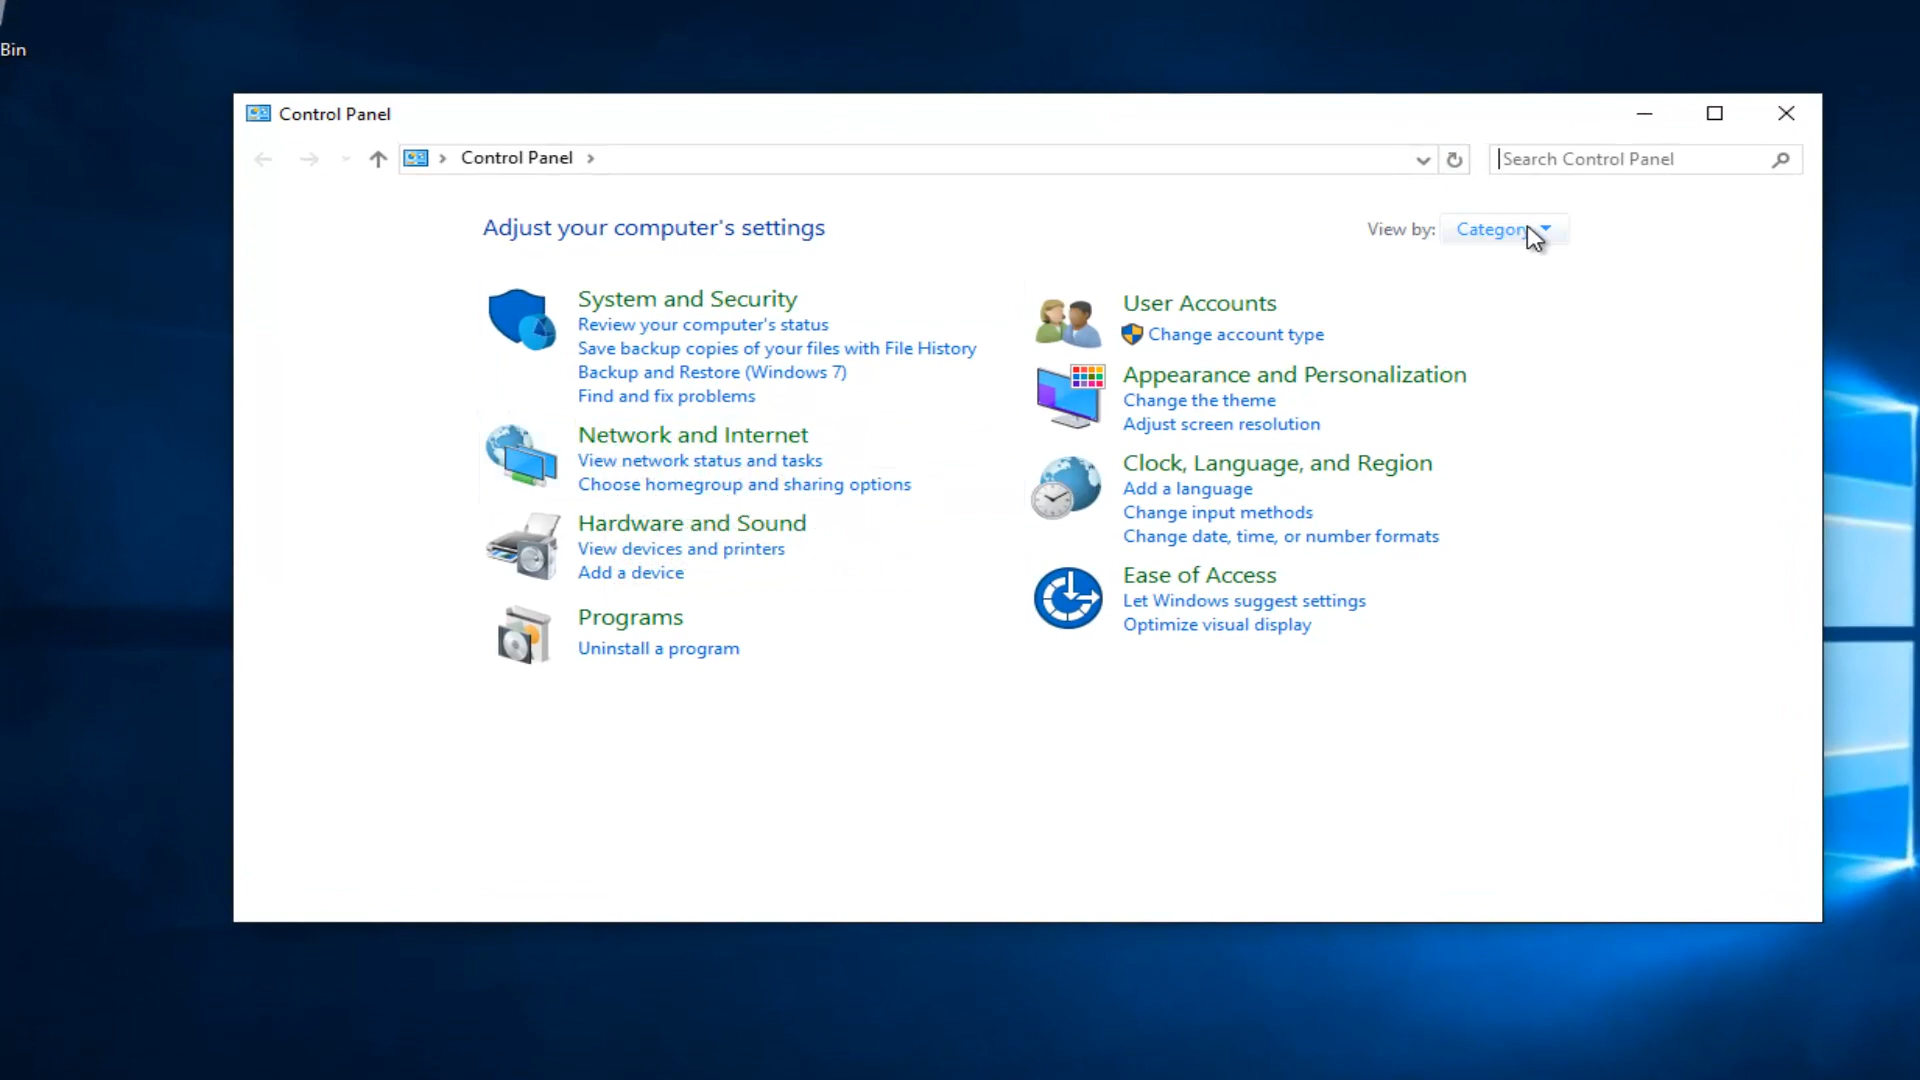 Bin
Control Panel
Control Panel
Search Control Panel
Adjust your computer's settings
View by: Category
System and Security
Review your computer's status
Save backup copies of your files with File History
Backup and Restore (Windows 7)
Find and fix problems
Network and Internet
View network status and tasks
Choose homegroup and sharing options
Hardware and Sound
View devices and printers
Add a device
Programs
Uninstall a program
User Accounts
Change account type
Appearance and Personalization
Change the theme
Adjust screen resolution
Clock, Language, and Region
Add a language
Change input methods
Change date, time, or number formats
Ease of Access
Let Windows suggest settings
Optimize visual display